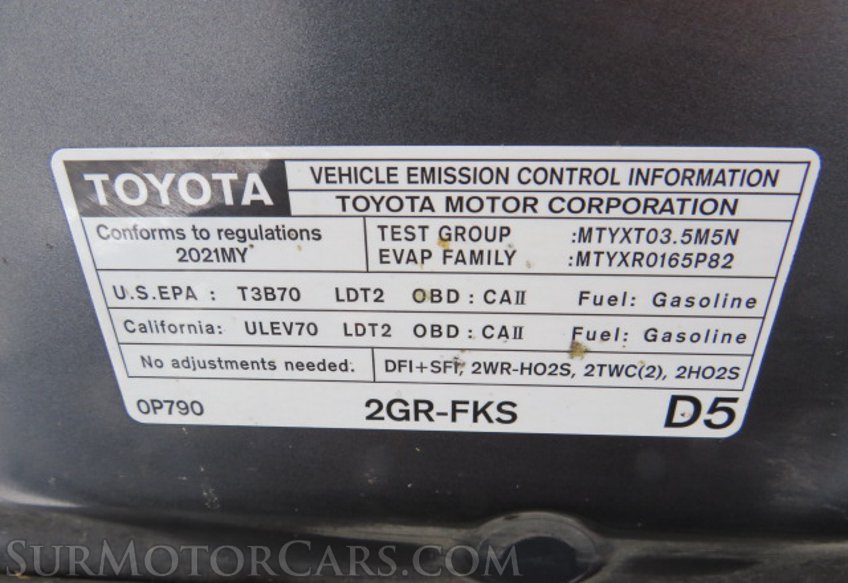 TOYOTA
VEHICLE EMISSION CONTROL INFORMATION
TOYOTA MOTOR CORPORATION
Conforms to regulations
2021MY
TEST GROUP :MTYXT03.5M5N
EVAP FAMILY :MTYXR0165P82
U.S.EPA : T3B70 LDT2 OBD : CAII Fuel: Gasoline
California: ULEV70 LDT2 OBD : CAII Fuel: Gasoline
No adjustments needed.
DFI+SFI, 2WR-HO2S, 2TWC(2), 2HO2S
0P790 2GR-FKS D5
SurMotorCars.com